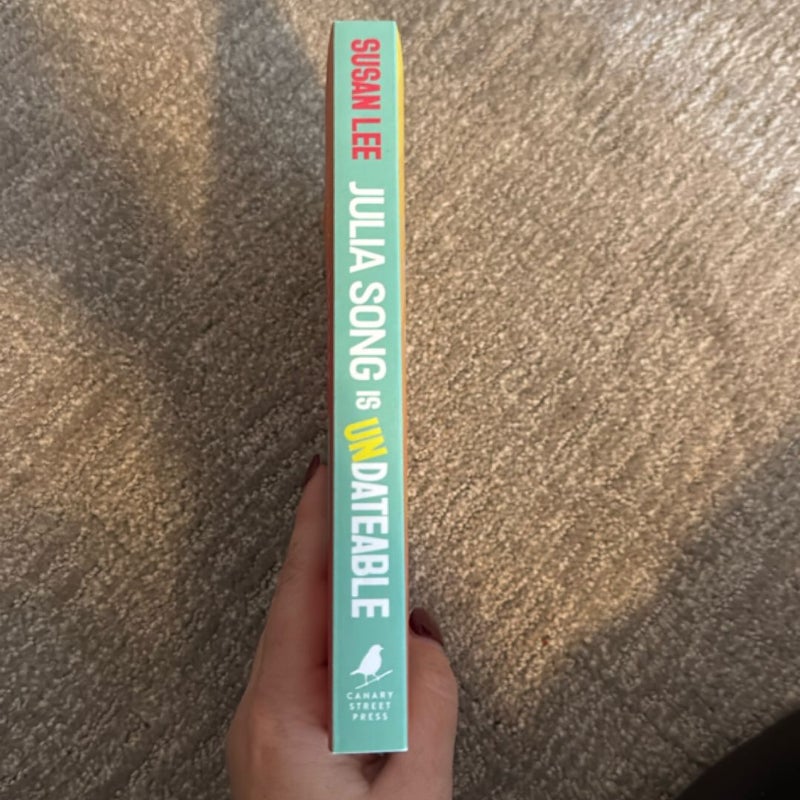 SUSAN LEE
JULIA SONG IS UNDATEABLE
CANARY
STREET
PRESS